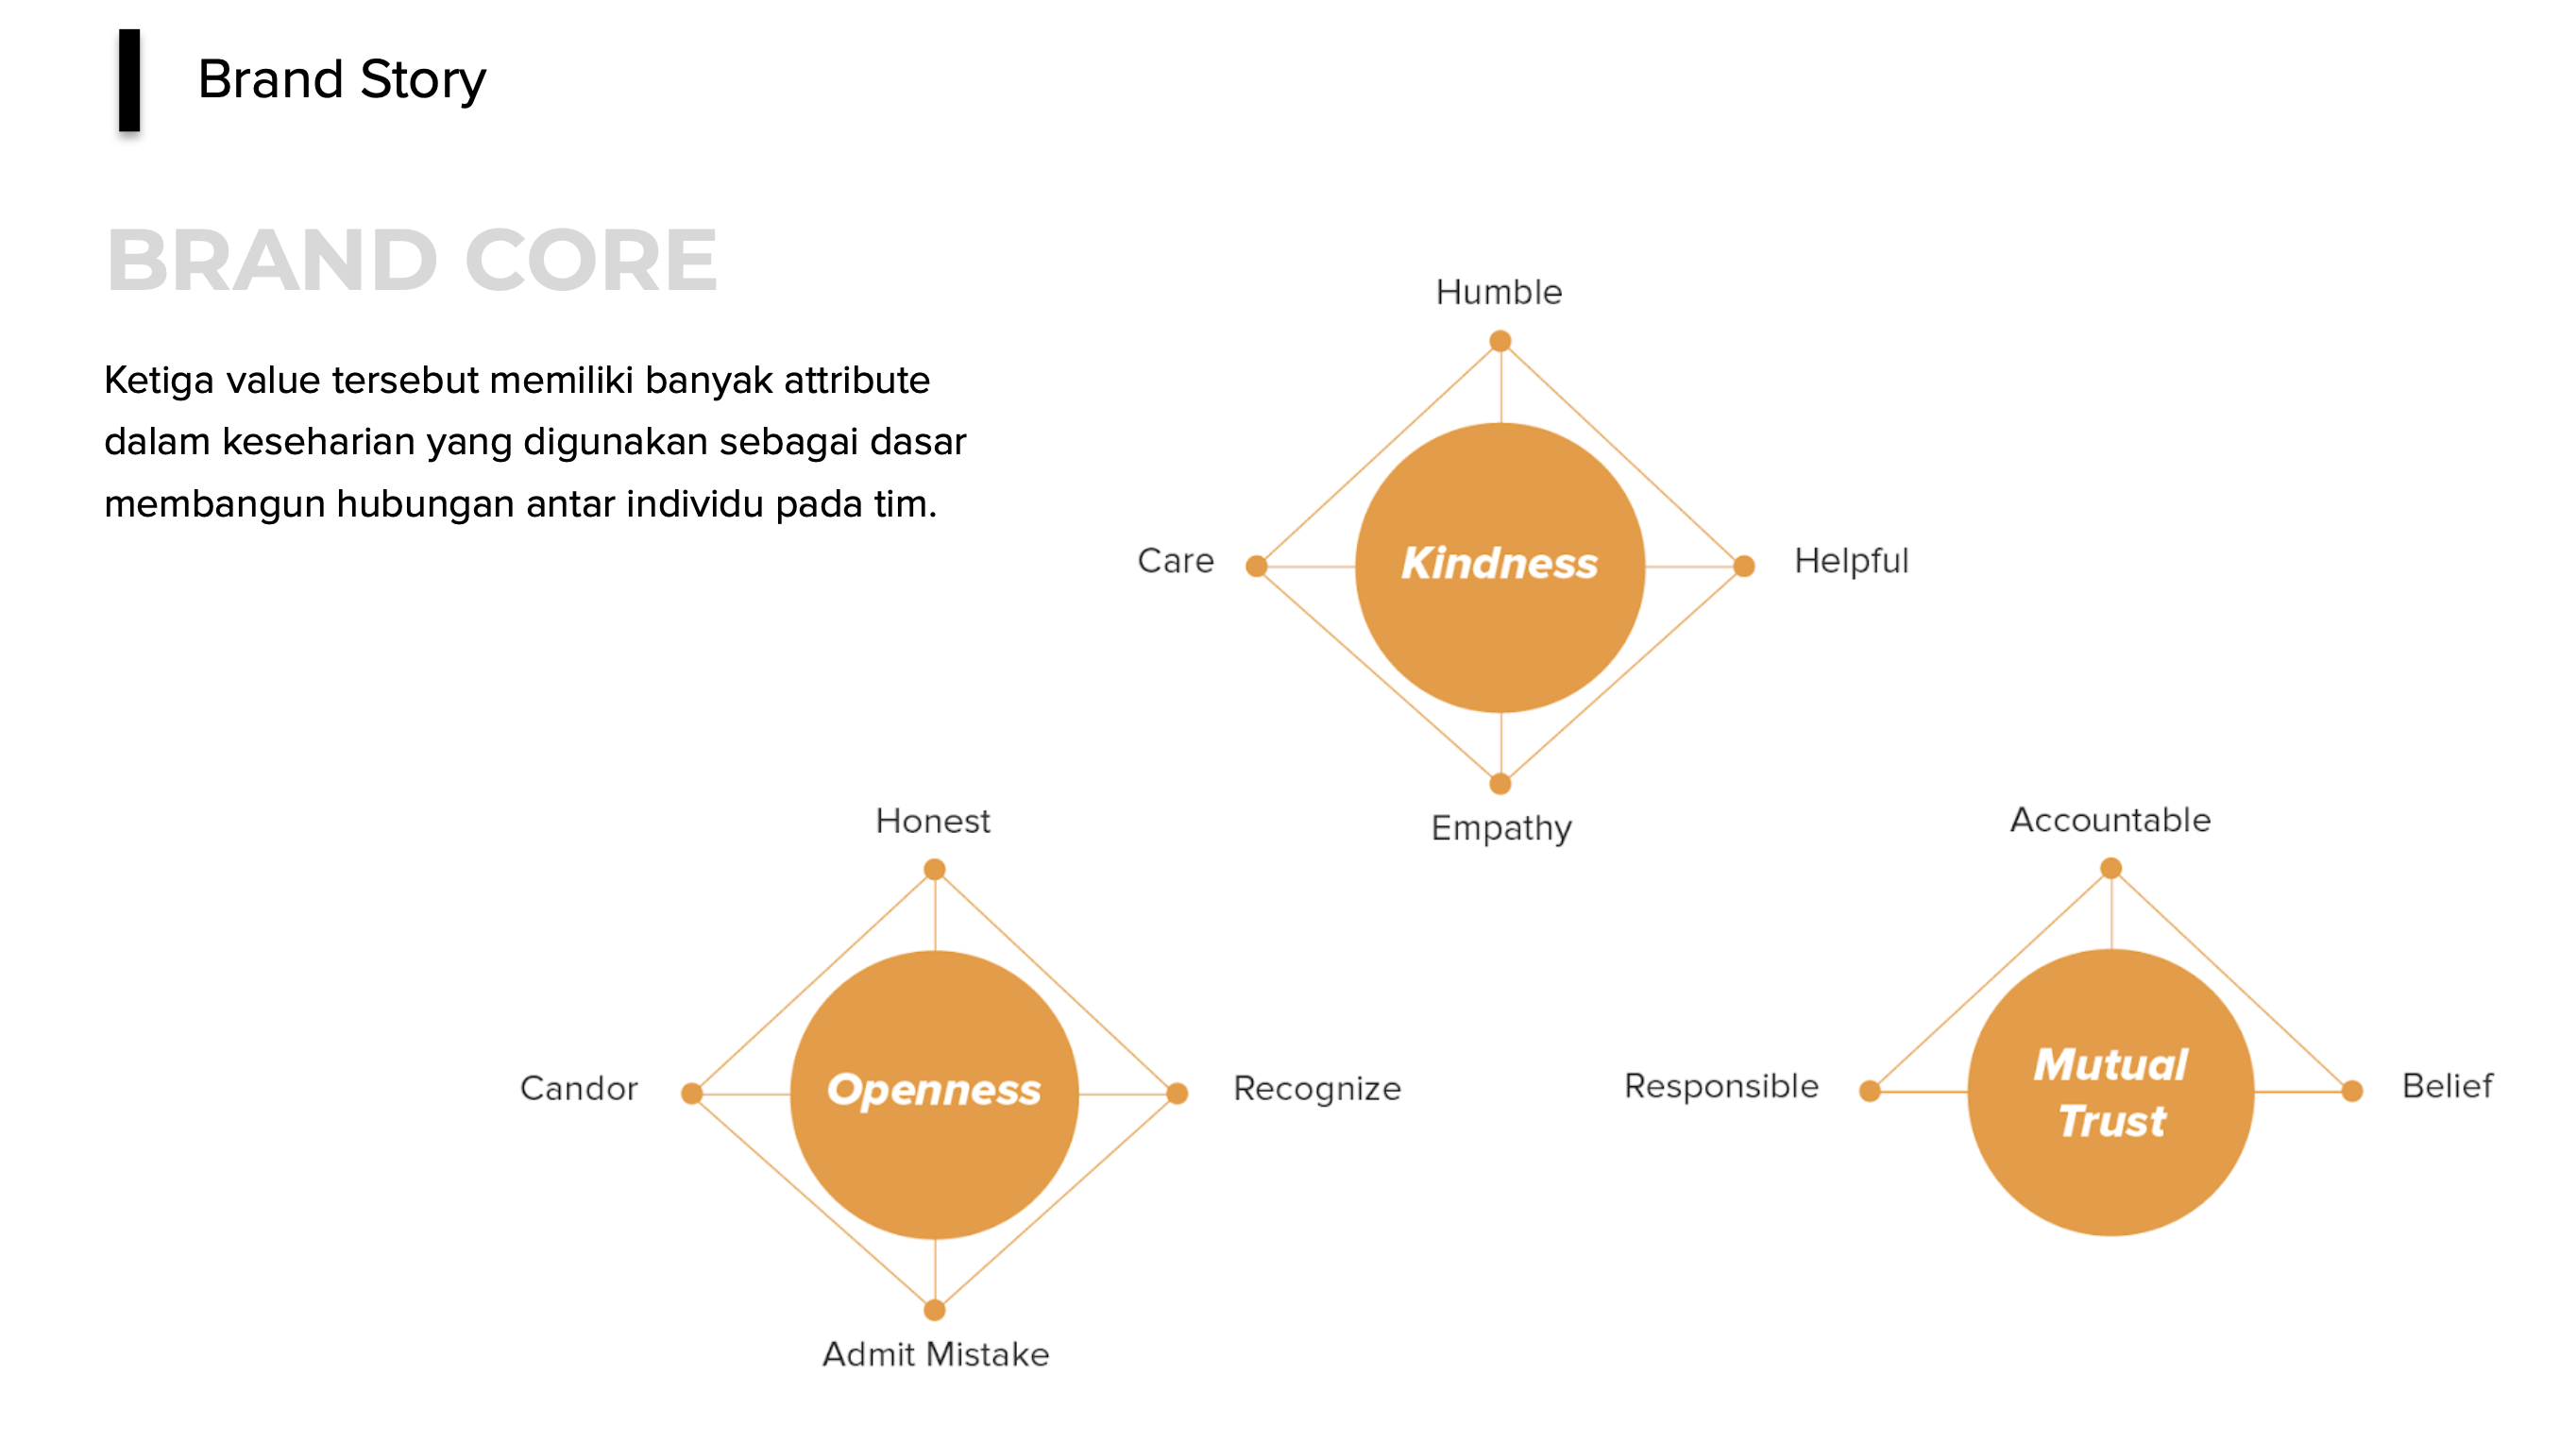 Brand Story
BRAND CORE
Ketiga value tersebut memiliki banyak attribute
dalam keseharian yang digunakan sebagai dasar
membangun hubungan antar individu pada tim.
Humble
Care
Kindness
Helpful
Empathy
Honest
Candor
Openness
Recognize
Admit Mistake
Accountable
Responsible
Mutual
Trust
Belief